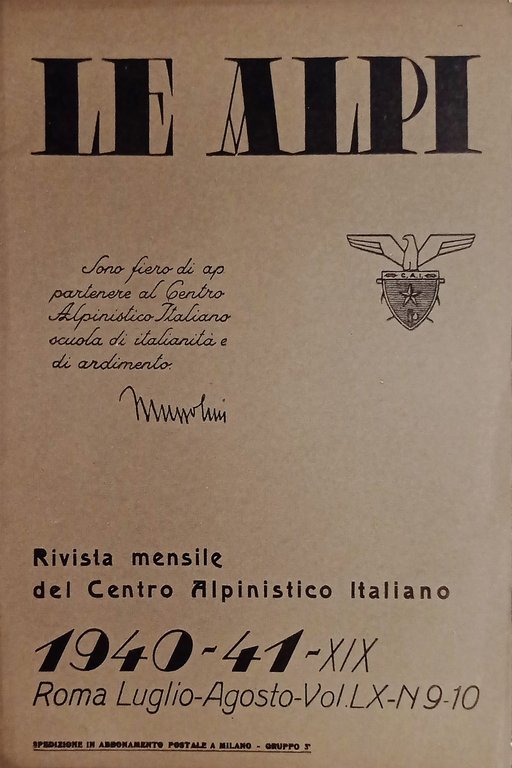 LE ALPI
Sono fiero di ap
partenere al Centro
Alpinistico Italiano
scuola di italianità e
di ardimento.
Mussolini
C.A.I.
Rivista mensile
del Centro Alpinistico Italiano
1940-41-XIX
Roma Luglio-Agosto-Vol.LX-N 9-10
SPEDIZIONE IN ABBONAMENTO POSTALE A MILANO - GRUPPO 3°